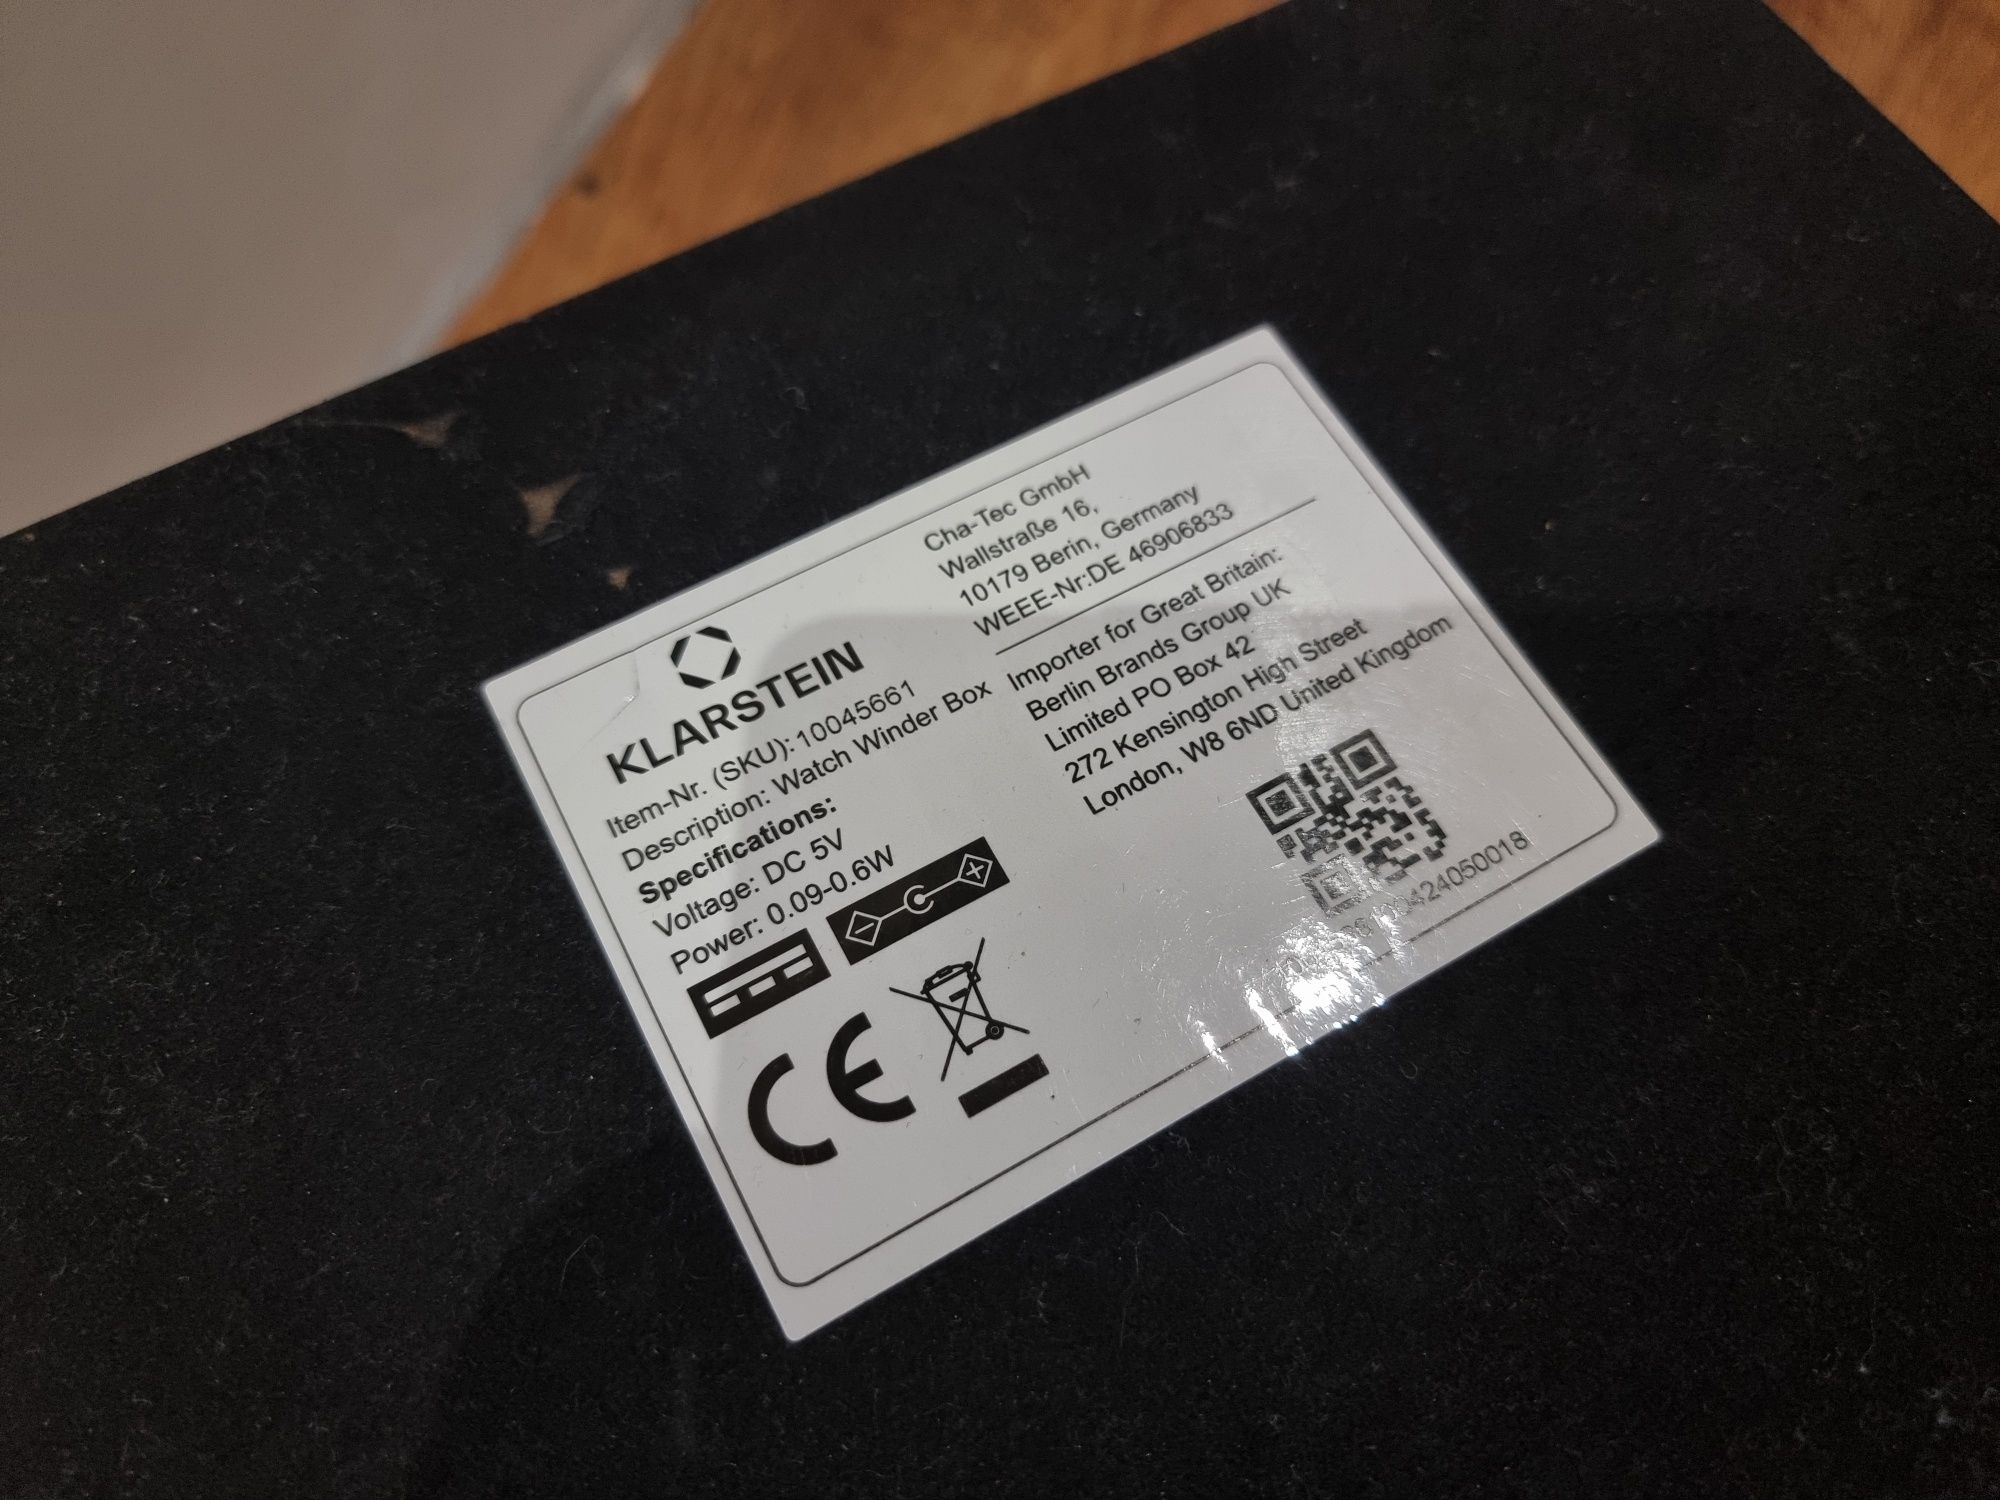 KLARSTEIN
Item-Nr. (SKU):10045661
Description: Watch Winder Box
Specifications:
Voltage: DC 5V
Power: 0.09-0.6W
CE
Cha-Tec GmbH
Wallstraße 16,
10179 Berin, Germany
WEEE-Nr:DE 46906833
Importer for Great Britain:
Berlin Brands Group UK
Limited PO Box 42
272 Kensington High Street
London, W8 6ND United Kingdom